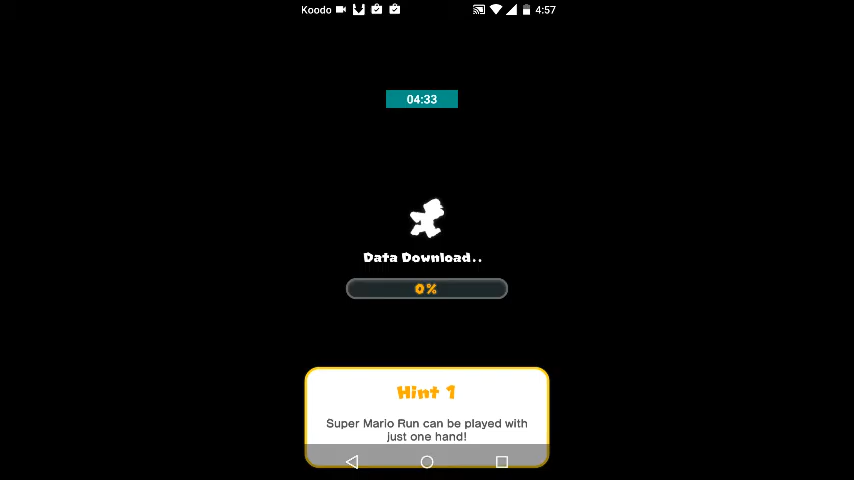 Koodo 4:57
04:33
Data Download..
0%
Hint 1
Super Mario Run can be played with
just one hand!